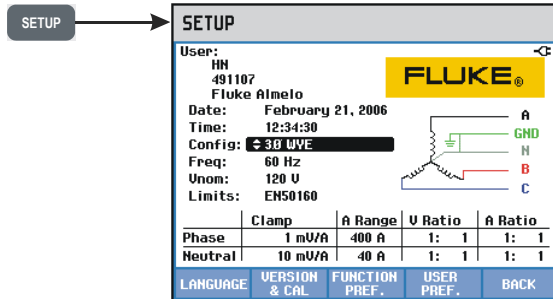 SETUP
SETUP
User:
HN
491107
Fluke Almelo
FLUKE®
Date: February 21, 2006
Time: 12:34:30
Config: 3Ø WYE
Freq: 60 Hz
Vnom: 120 V
Limits: EN50160
A
GND
N
B
C
Clamp A Range V Ratio A Ratio
Phase 1 mV/A 400 A 1: 1 1: 1
Neutral 10 mV/A 40 A 1: 1 1: 1
LANGUAGE VERSION & CAL FUNCTION PREF. USER PREF. BACK